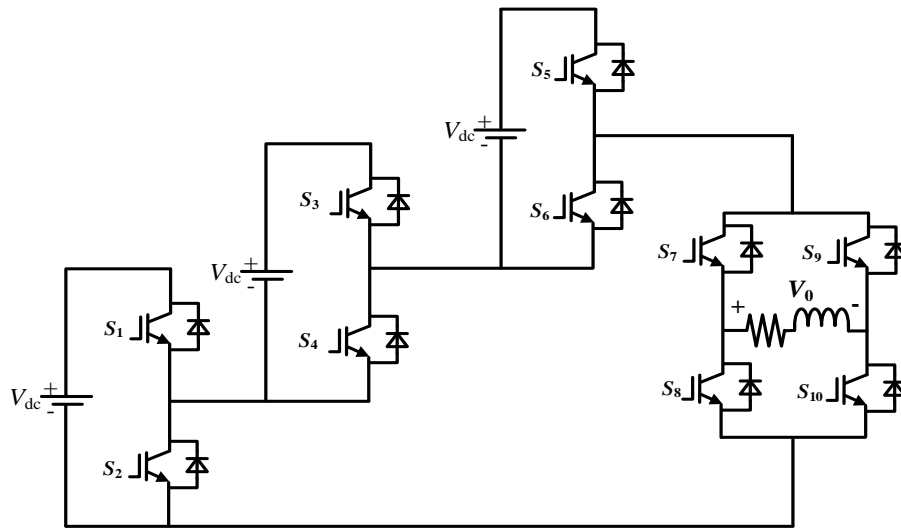 S5
Vdc
+
-
S6
S3
Vdc
+
-
S4
S7
S9
V0
+
-
S8
S10
S1
Vdc
+
-
S2